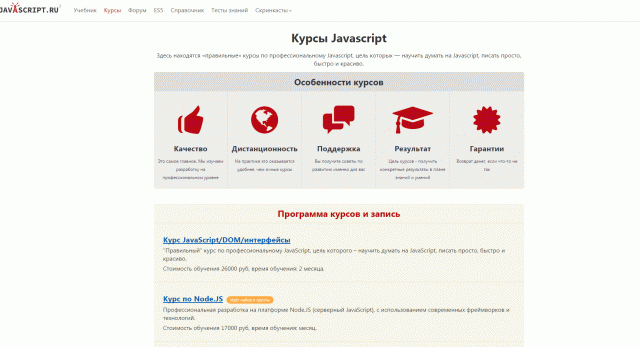 JAVASCRIPT.RU
Учебник Курсы Форум ES5 Справочник Тесты знаний Скринкасты
Курсы Javascript
Здесь находятся «правильные» курсы по профессиональному Javascript, цель которых — научить думать на Javascript, писать просто,
быстро и красиво.
Особенности курсов
Качество
Это самое главное. Мы изучаем
разработку на
профессиональном уровне
Дистанционность
На практике это оказывается
удобнее, чем очные курсы
Поддержка
Вы получите советы по
развитию именно для вас
Результат
Цель курсов - получить
конкретные результаты в плане
знаний и умений
Гарантии
Возврат денег, если что-то не
так
Программа курсов и запись
Курс JavaScript/DOM/интерфейсы
"Правильный" курс по профессиональному JavaScript, цель которого – научить думать на JavaScript, писать просто, быстро и
красиво.
Стоимость обучения 26000 руб, время обучения: 2 месяца.
Курс по Node.JS
Профессиональная разработка на платформе Node.JS (серверный JavaScript), с использованием современных фреймворков и
технологий.
Стоимость обучения 17000 руб, время обучения: месяц.